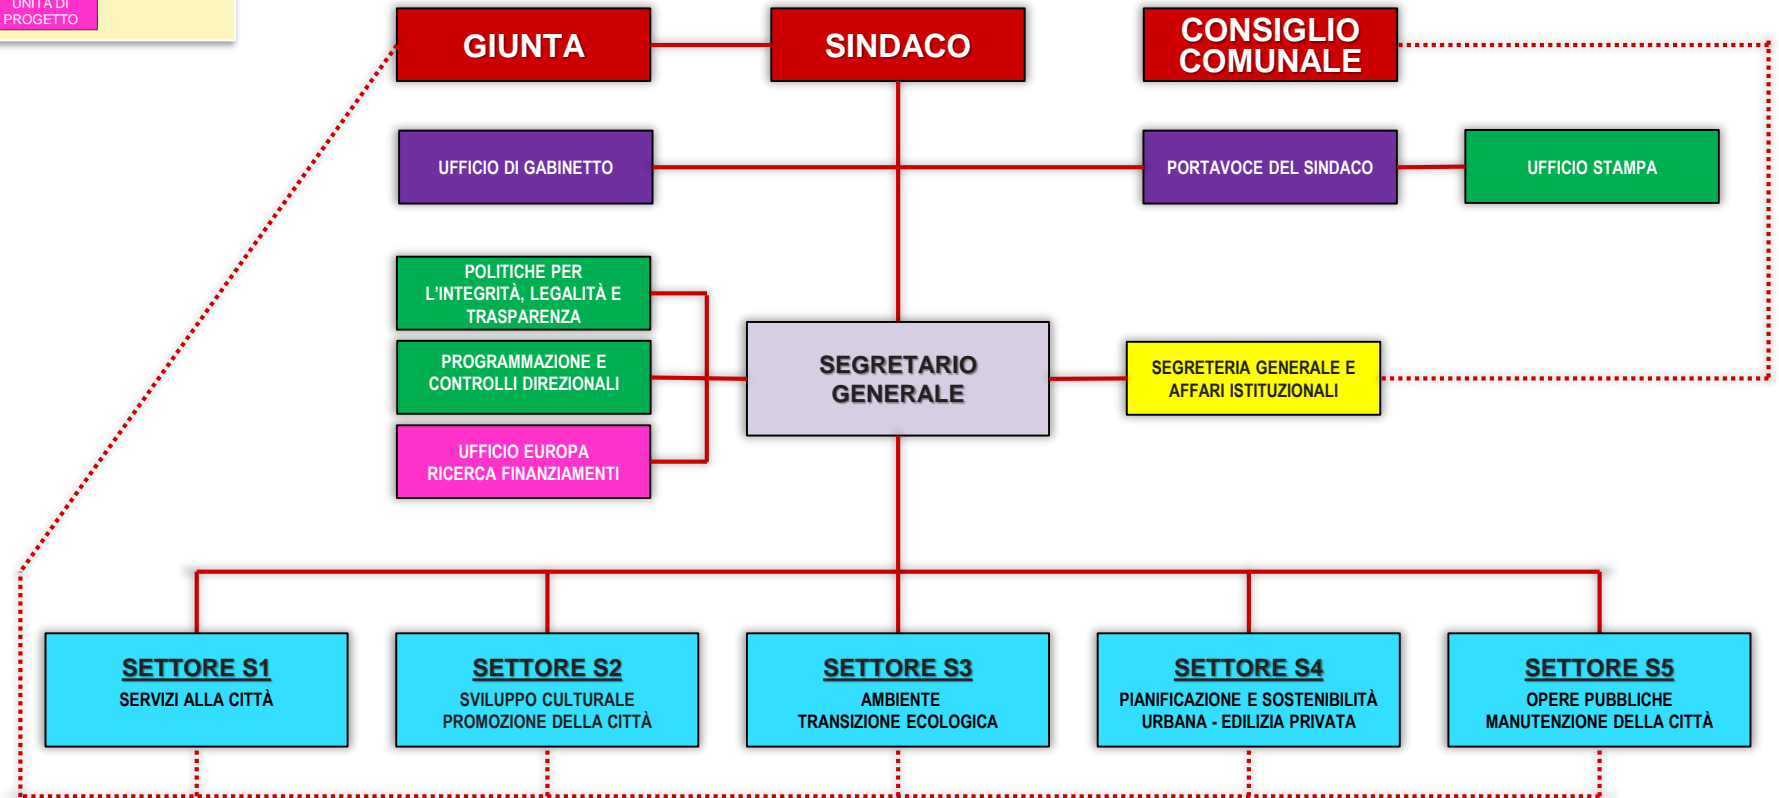 UNITÀ DI
PROGETTO
GIUNTA
SINDACO
CONSIGLIO
COMUNALE
UFFICIO DI GABINETTO
PORTAVOCE DEL SINDACO
UFFICIO STAMPA
POLITICHE PER
L'INTEGRITÀ, LEGALITÀ E
TRASPARENZA
PROGRAMMAZIONE E
CONTROLLI DIREZIONALI
UFFICIO EUROPA
RICERCA FINANZIAMENTI
SEGRETARIO
GENERALE
SEGRETERIA GENERALE E
AFFARI ISTITUZIONALI
SETTORE S1
SERVIZI ALLA CITTÀ
SETTORE S2
SVILUPPO CULTURALE
PROMOZIONE DELLA CITTÀ
SETTORE S3
AMBIENTE
TRANSIZIONE ECOLOGICA
SETTORE S4
PIANIFICAZIONE E SOSTENIBILITÀ
URBANA - EDILIZIA PRIVATA
SETTORE S5
OPERE PUBBLICHE
MANUTENZIONE DELLA CITTÀ